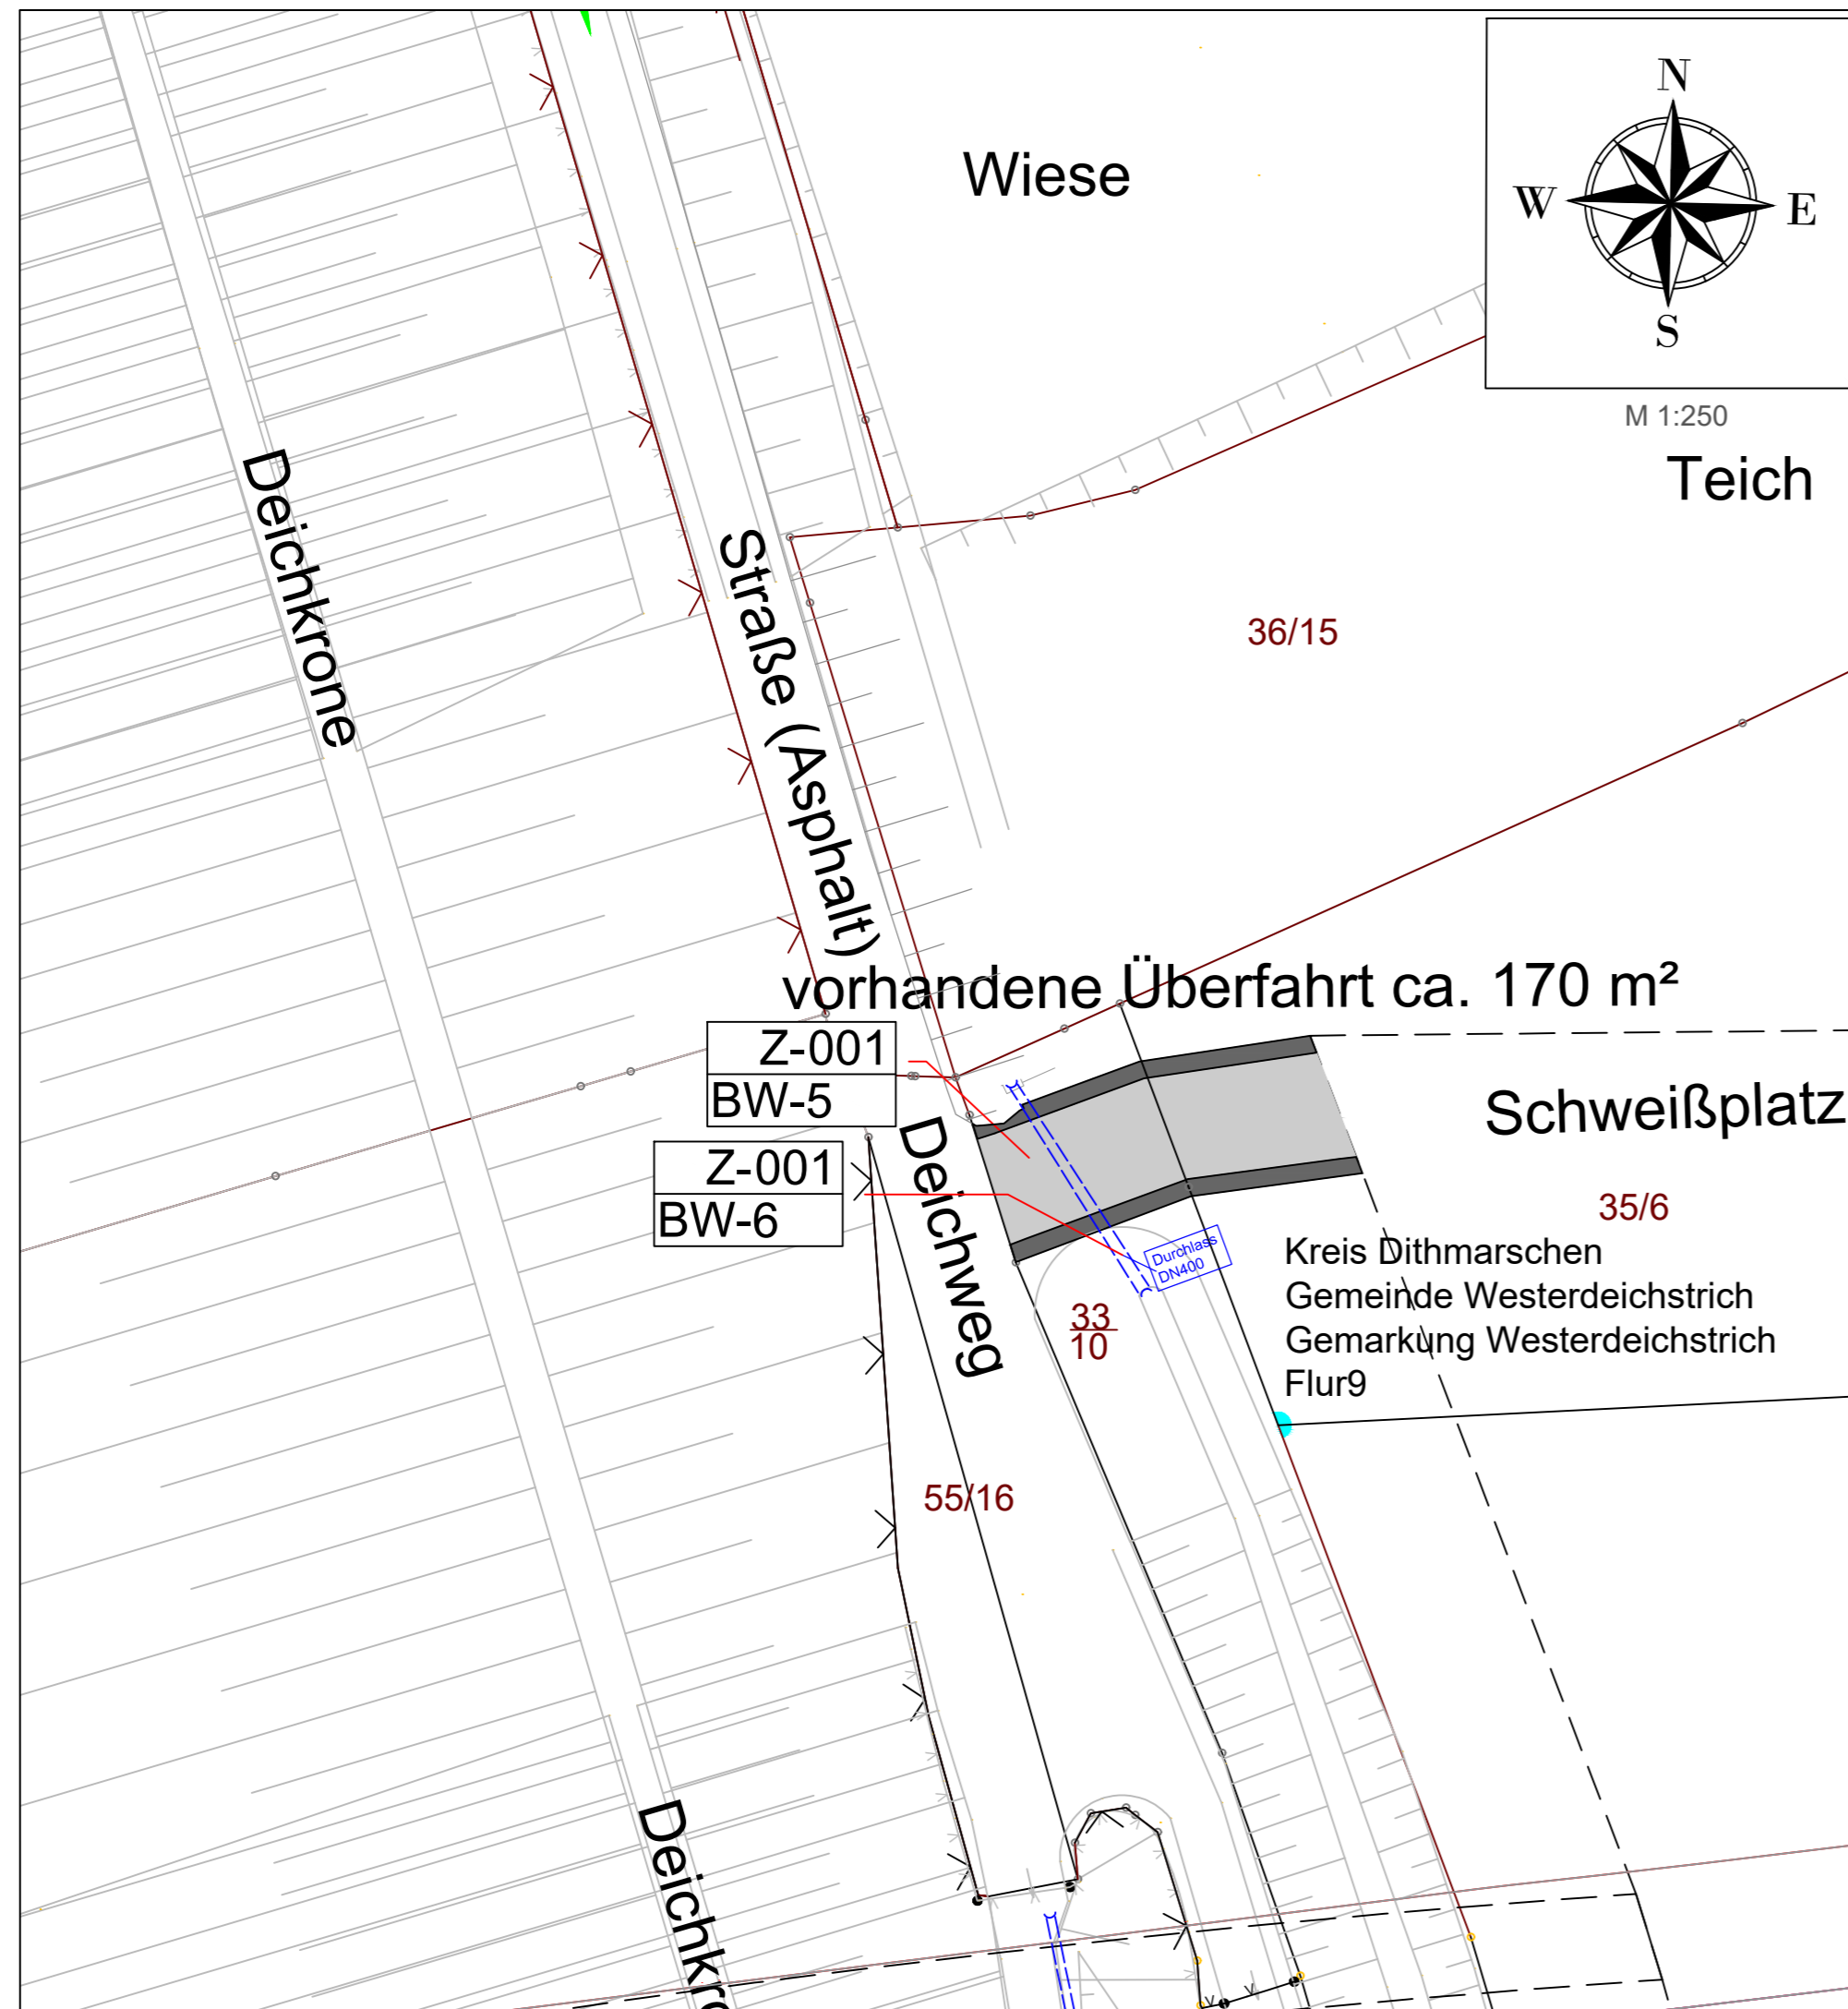 N
W
E
S
M 1:250
Wiese
Teich
Deichkrone
Straße (Asphalt)
36/15
vorhandene Überfahrt ca. 170 m²
Z-001
BW-5
Z-001
BW-6
Deichweg
Schweißplatz
35/6
Durchlass
DN400
Kreis Dithmarschen
Gemeinde Westerdeichstrich
Gemarkung Westerdeichstrich
Flur9
33
10
55/16
Deichkro